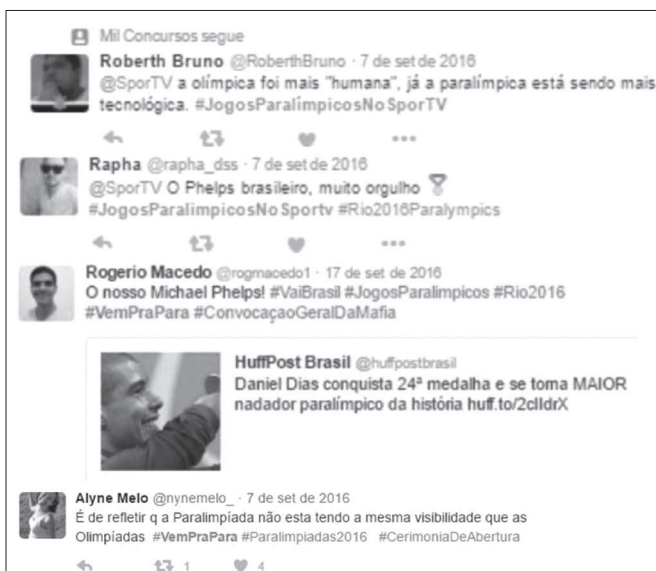 Mil Concursos segue
Roberth Bruno @RoberthBruno · 7 de set de 2016
@SporTV a olímpica foi mais "humana", já a paralímpica está sendo mais
tecnológica. #JogosParalímpicosNoSporTV
Rapha @rapha_dss · 7 de set de 2016
@SporTV O Phelps brasileiro, muito orgulho
#JogosParalimpicosNoSportv #Rio2016Paralympics
Rogerio Macedo @rogmacedo1 · 17 de set de 2016
O nosso Michael Phelps! #VaiBrasil #JogosParalimpicos #Rio2016
#VemPraPara #ConvocaçaoGeralDaMafia
HuffPost Brasil @huffpostbrasil
Daniel Dias conquista 24ª medalha e se torna MAIOR
nadador paralímpico da história huff.to/2clldrX
Alyne Melo @nynemelo_ · 7 de set de 2016
É de refletir q a Paralimpíada não esta tendo a mesma visibilidade que as
Olimpíadas #VemPraPara #Paralimpiadas2016 #CerimoniaDeAbertura
1 4